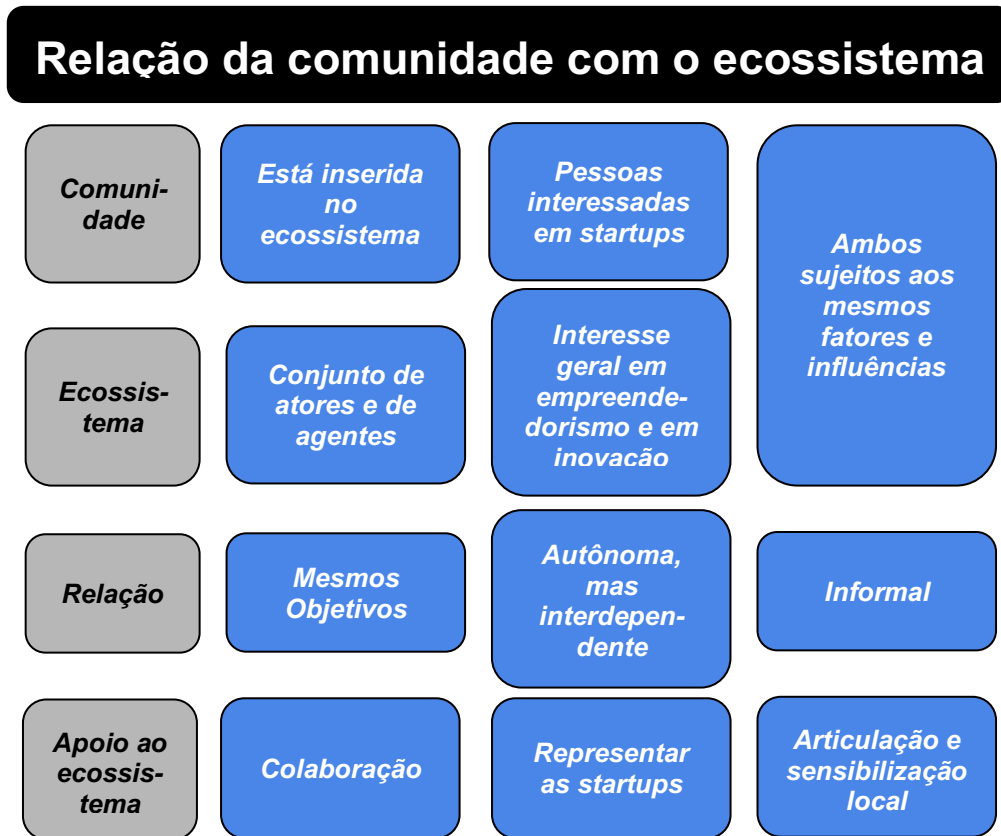 Relação da comunidade com o ecossistema
Comuni-
dade
Está inserida
no
ecossistema
Pessoas
interessadas
em startups
Ambos
sujeitos aos
mesmos
fatores e
influências
Ecossis-
tema
Conjunto de
atores e de
agentes
Interesse
geral em
empreende-
dorismo e em
inovação
Relação
Mesmos
Objetivos
Autônoma,
mas
interdepen-
dente
Informal
Apoio ao
ecossis-
tema
Colaboração
Representar
as startups
Articulação e
sensibilização
local